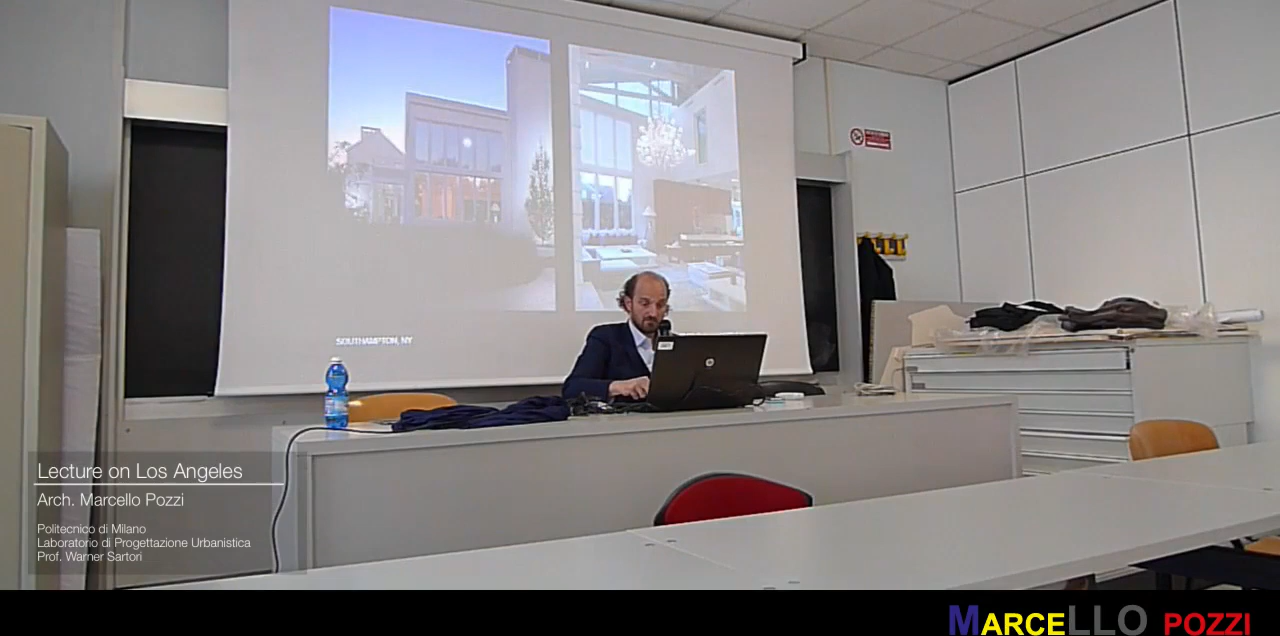 SOUTHAMPTON, NY
Lecture on Los Angeles
Arch. Marcello Pozzi
Politecnico di Milano
Laboratorio di Progettazione Urbanistica
Prof. Warner Sartori
MARCELLO POZZI